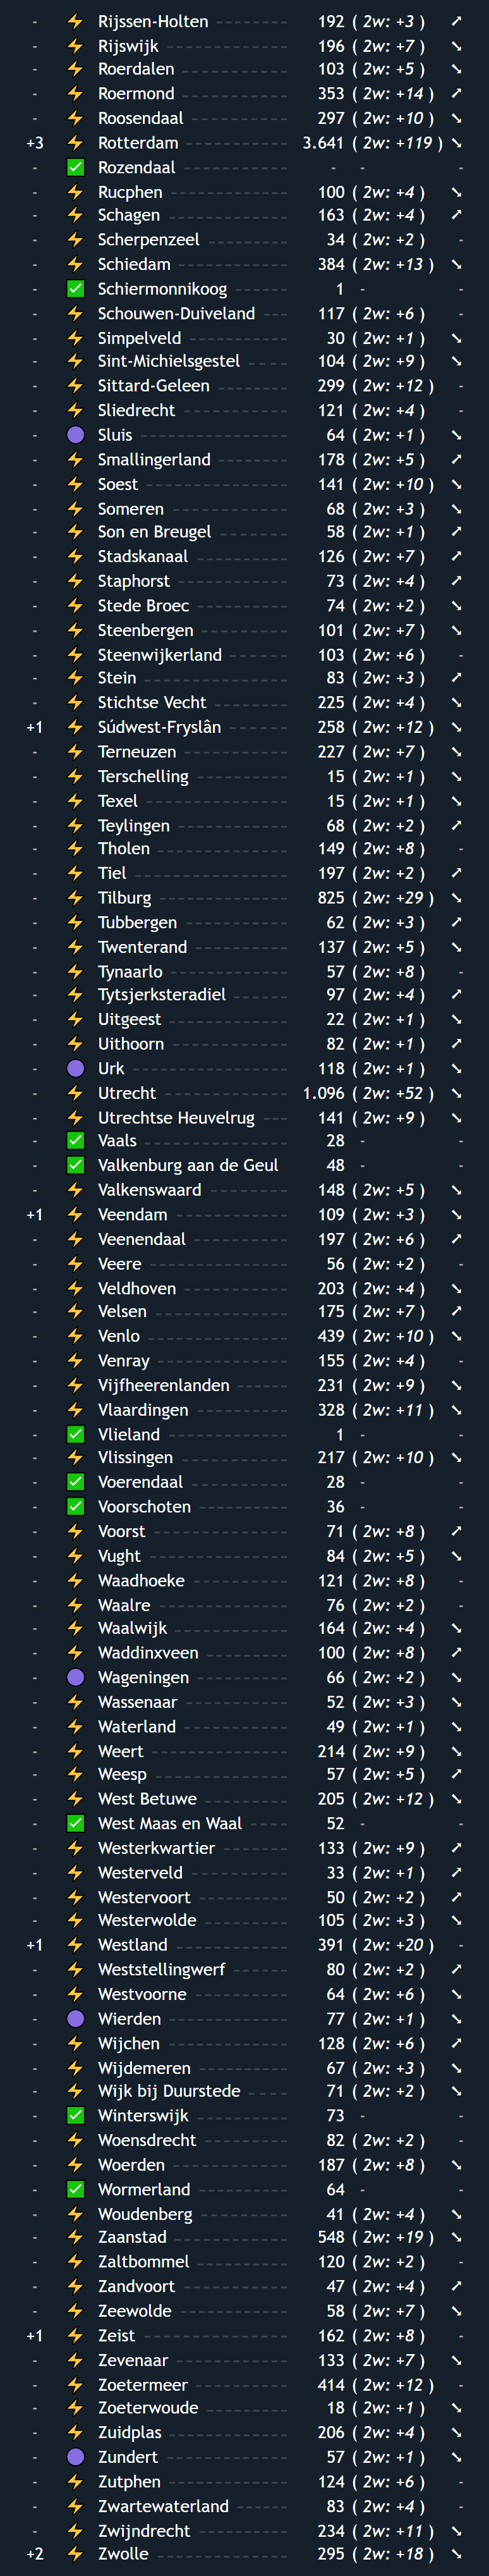 - ⚡ Rijssen-Holten 192 ( 2w: +3 ) ➚
- ⚡ Rijswijk 196 ( 2w: +7 ) ➘
- ⚡ Roerdalen 103 ( 2w: +5 ) ➘
- ⚡ Roermond 353 ( 2w: +14 ) ➚
- ⚡ Roosendaal 297 ( 2w: +10 ) ➘
+3 ⚡ Rotterdam 3.641 ( 2w: +119 ) ➘
- ✅ Rozendaal - - -
- ⚡ Rucphen 100 ( 2w: +4 ) ➘
- ⚡ Schagen 163 ( 2w: +4 ) ➚
- ⚡ Scherpenzeel 34 ( 2w: +2 ) -
- ⚡ Schiedam 384 ( 2w: +13 ) ➘
- ✅ Schiermonnikoog 1 - -
- ⚡ Schouwen-Duiveland 117 ( 2w: +6 ) -
- ⚡ Simpelveld 30 ( 2w: +1 ) ➘
- ⚡ Sint-Michielsgestel 104 ( 2w: +9 ) ➘
- ⚡ Sittard-Geleen 299 ( 2w: +12 ) -
- ⚡ Sliedrecht 121 ( 2w: +4 ) -
- 🟣 Sluis 64 ( 2w: +1 ) ➘
- ⚡ Smallingerland 178 ( 2w: +5 ) ➚
- ⚡ Soest 141 ( 2w: +10 ) ➘
- ⚡ Someren 68 ( 2w: +3 ) ➘
- ⚡ Son en Breugel 58 ( 2w: +1 ) ➚
- ⚡ Stadskanaal 126 ( 2w: +7 ) ➚
- ⚡ Staphorst 73 ( 2w: +4 ) ➚
- ⚡ Stede Broec 74 ( 2w: +2 ) ➘
- ⚡ Steenbergen 101 ( 2w: +7 ) ➘
- ⚡ Steenwijkerland 103 ( 2w: +6 ) -
- ⚡ Stein 83 ( 2w: +3 ) ➚
- ⚡ Stichtse Vecht 225 ( 2w: +4 ) ➘
+1 ⚡ Súdwest-Fryslân 258 ( 2w: +12 ) ➘
- ⚡ Terneuzen 227 ( 2w: +7 ) ➘
- ⚡ Terschelling 15 ( 2w: +1 ) ➘
- ⚡ Texel 15 ( 2w: +1 ) ➘
- ⚡ Teylingen 68 ( 2w: +2 ) ➚
- ⚡ Tholen 149 ( 2w: +8 ) -
- ⚡ Tiel 197 ( 2w: +2 ) ➚
- ⚡ Tilburg 825 ( 2w: +29 ) ➘
- ⚡ Tubbergen 62 ( 2w: +3 ) ➚
- ⚡ Twenterand 137 ( 2w: +5 ) ➘
- ⚡ Tynaarlo 57 ( 2w: +8 ) -
- ⚡ Tytsjerksteradiel 97 ( 2w: +4 ) ➚
- ⚡ Uitgeest 22 ( 2w: +1 ) ➘
- ⚡ Uithoorn 82 ( 2w: +1 ) ➚
- 🟣 Urk 118 ( 2w: +1 ) ➘
- ⚡ Utrecht 1.096 ( 2w: +52 ) ➘
- ⚡ Utrechtse Heuvelrug 141 ( 2w: +9 ) ➘
- ✅ Vaals 28 - -
- ✅ Valkenburg aan de Geul 48 - -
- ⚡ Valkenswaard 148 ( 2w: +5 ) ➘
+1 ⚡ Veendam 109 ( 2w: +3 ) ➘
- ⚡ Veenendaal 197 ( 2w: +6 ) ➚
- ⚡ Veere 56 ( 2w: +2 ) -
- ⚡ Veldhoven 203 ( 2w: +4 ) ➘
- ⚡ Velsen 175 ( 2w: +7 ) ➚
- ⚡ Venlo 439 ( 2w: +10 ) ➘
- ⚡ Venray 155 ( 2w: +4 ) -
- ⚡ Vijfheerenlanden 231 ( 2w: +9 ) ➘
- ⚡ Vlaardingen 328 ( 2w: +11 ) ➘
- ✅ Vlieland 1 - -
- ⚡ Vlissingen 217 ( 2w: +10 ) ➘
- ✅ Voerendaal 28 - -
- ✅ Voorschoten 36 - -
- ⚡ Voorst 71 ( 2w: +8 ) ➚
- ⚡ Vught 84 ( 2w: +5 ) ➘
- ⚡ Waadhoeke 121 ( 2w: +8 ) -
- ⚡ Waalre 76 ( 2w: +2 ) -
- ⚡ Waalwijk 164 ( 2w: +4 ) ➘
- ⚡ Waddinxveen 100 ( 2w: +8 ) ➚
- 🟣 Wageningen 66 ( 2w: +2 ) ➘
- ⚡ Wassenaar 52 ( 2w: +3 ) ➘
- ⚡ Waterland 49 ( 2w: +1 ) ➘
- ⚡ Weert 214 ( 2w: +9 ) ➘
- ⚡ Weesp 57 ( 2w: +5 ) ➚
- ⚡ West Betuwe 205 ( 2w: +12 ) ➘
- ✅ West Maas en Waal 52 - -
- ⚡ Westerkwartier 133 ( 2w: +9 ) ➚
- ⚡ Westerveld 33 ( 2w: +1 ) ➚
- ⚡ Westervoort 50 ( 2w: +2 ) ➚
- ⚡ Westerwolde 105 ( 2w: +3 ) ➘
+1 ⚡ Westland 391 ( 2w: +20 ) -
- ⚡ Weststellingwerf 80 ( 2w: +2 ) ➚
- ⚡ Westvoorne 64 ( 2w: +6 ) ➘
- 🟣 Wierden 77 ( 2w: +1 ) ➘
- ⚡ Wijchen 128 ( 2w: +6 ) ➚
- ⚡ Wijdemeren 67 ( 2w: +3 ) ➘
- ⚡ Wijk bij Duurstede 71 ( 2w: +2 ) ➘
- ✅ Winterswijk 73 - -
- ⚡ Woensdrecht 82 ( 2w: +2 ) -
- ⚡ Woerden 187 ( 2w: +8 ) ➘
- ✅ Wormerland 64 - -
- ⚡ Woudenberg 41 ( 2w: +4 ) ➘
- ⚡ Zaanstad 548 ( 2w: +19 ) ➘
- ⚡ Zaltbommel 120 ( 2w: +2 ) -
- ⚡ Zandvoort 47 ( 2w: +4 ) ➚
- ⚡ Zeewolde 58 ( 2w: +7 ) ➘
+1 ⚡ Zeist 162 ( 2w: +8 ) -
- ⚡ Zevenaar 133 ( 2w: +7 ) ➘
- ⚡ Zoetermeer 414 ( 2w: +12 ) -
- ⚡ Zoeterwoude 18 ( 2w: +1 ) ➘
- ⚡ Zuidplas 206 ( 2w: +4 ) ➘
- 🟣 Zundert 57 ( 2w: +1 ) ➘
- ⚡ Zutphen 124 ( 2w: +6 ) -
- ⚡ Zwartewaterland 83 ( 2w: +4 ) -
- ⚡ Zwijndrecht 234 ( 2w: +11 ) ➘
+2 ⚡ Zwolle 295 ( 2w: +18 ) ➘